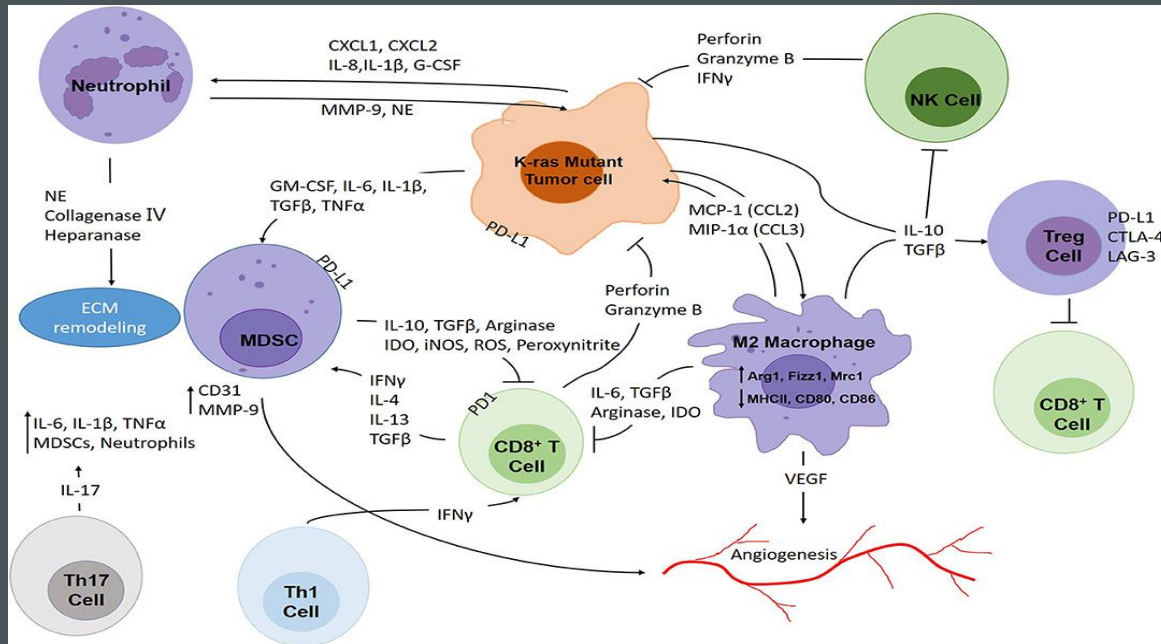 Neutrophil
CXCL1, CXCL2
IL-8,IL-1β, G-CSF
MMP-9, NE
Perforin
Granzyme B
IFNγ
NK Cell
K-ras Mutant
Tumor cell
PD-L1
NE
Collagenase IV
Heparanase
GM-CSF, IL-6, IL-1β,
TGFβ, TNFα
MCP-1 (CCL2)
MIP-1α (CCL3)
IL-10
TGFβ
Treg
Cell
PD-L1
CTLA-4
LAG-3
ECM
remodeling
PD-L1
MDSC
IL-10, TGFβ, Arginase
IDO, iNOS, ROS, Peroxynitrite
Perforin
Granzyme B
M2 Macrophage
Arg1, Fizz1, Mrc1
MHCII, CD80, CD86
CD8⁺ T
Cell
CD31
MMP-9
IFNγ
IL-4
IL-13
TGFβ
PD1
CD8⁺ T
Cell
IL-6, TGFβ
Arginase, IDO
IL-6, IL-1β, TNFα
MDSCs, Neutrophils
IL-17
Th17
Cell
IFNγ
Th1
Cell
VEGF
Angiogenesis